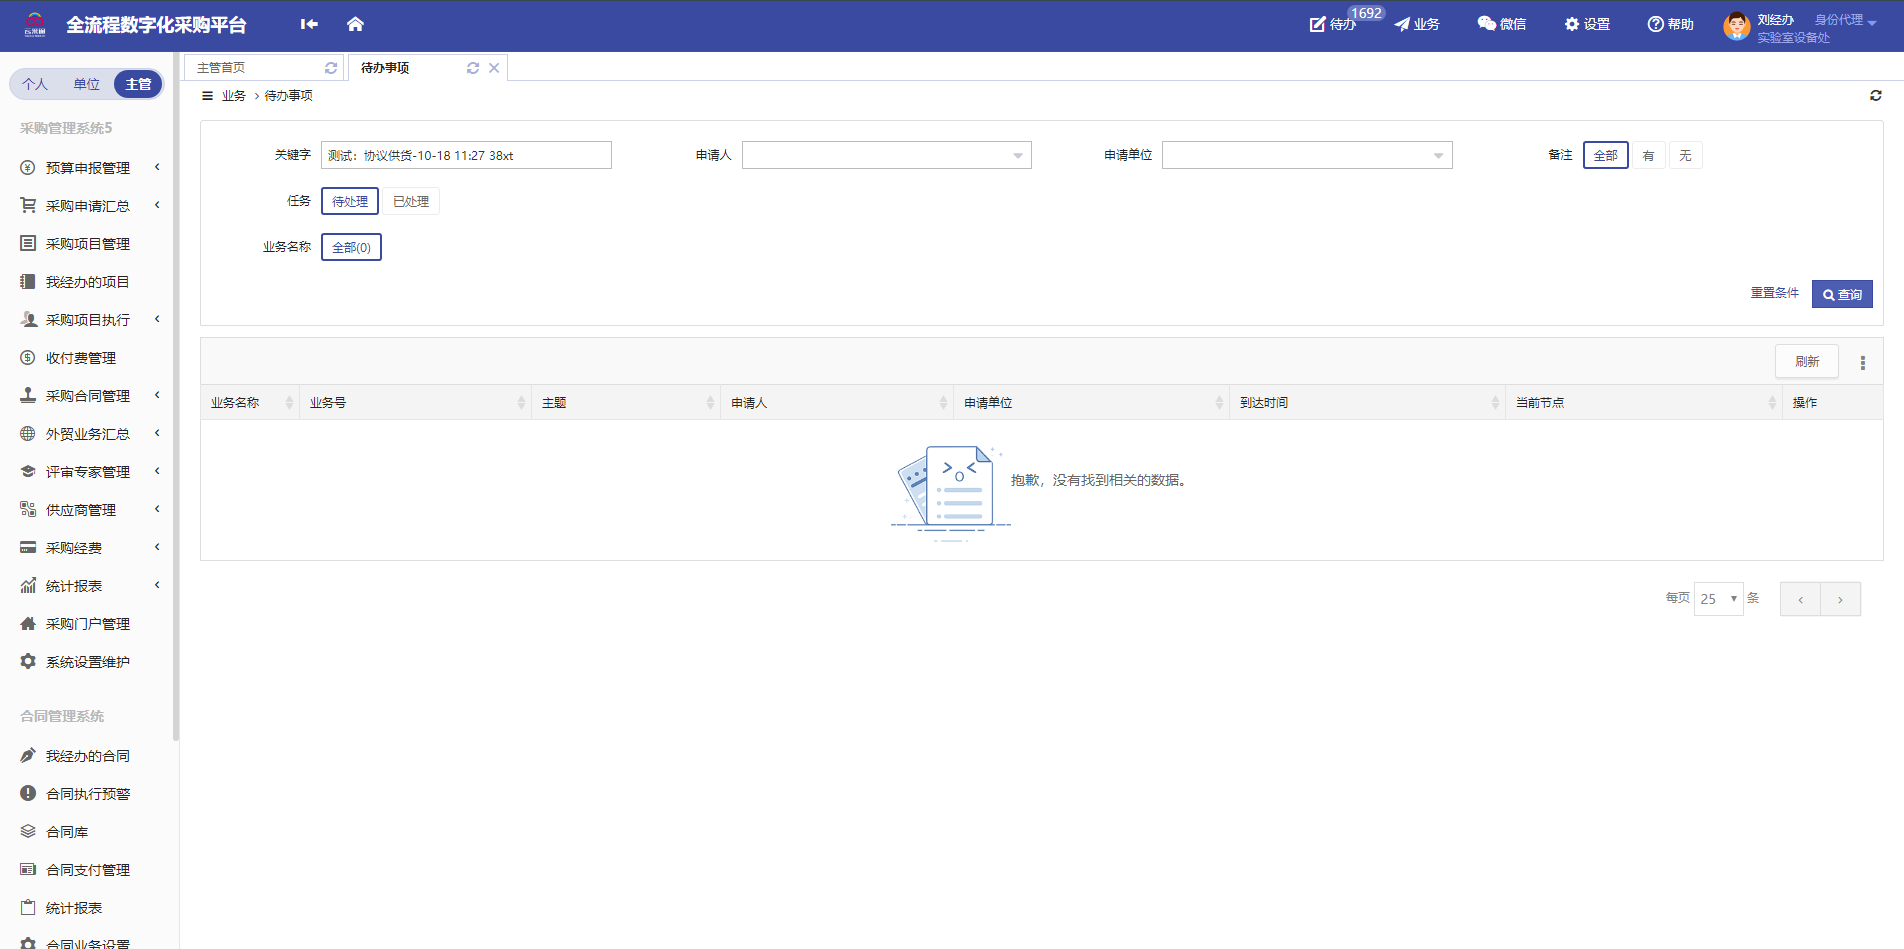 全流程数字化采购平台
待办 1692
业务
微信
设置
帮助
刘经办
身份代理
实验室设备处
个人 单位 主管
主管首页
待办事项
业务 > 待办事项
采购管理系统5
预算申报管理
采购申请汇总
采购项目管理
我经办的项目
采购项目执行
收付费管理
采购合同管理
外贸业务汇总
评审专家管理
供应商管理
采购经费
统计报表
采购门户管理
系统设置维护
合同管理系统
我经办的合同
合同执行预警
合同库
合同支付管理
统计报表
合同业务设置
关键字 测试：协议供货-10-18 11:27 38xt 申请人 申请单位 备注 全部 有 无
任务 待处理 已处理
业务名称 全部(0)
重置条件 查询
刷新
业务名称 业务号 主题 申请人 申请单位 到达时间 当前节点 操作
抱歉，没有找到相关的数据。
每页 25 条 ‹ ›